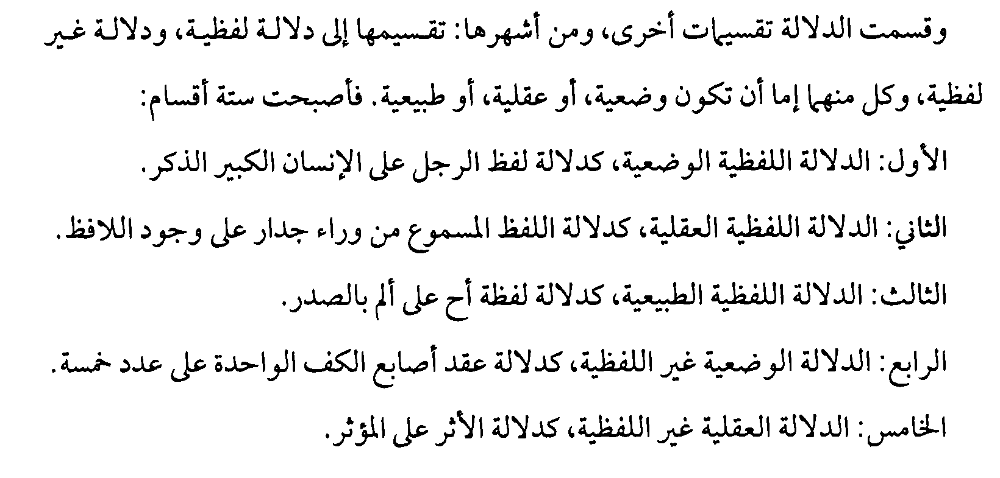 وقسمت الدلالة تقسيمات أخرى، ومن أشهرها: تقسيمها إلى دلالة لفظية، ودلالة غير
لفظية، وكل منهما إما أن تكون وضعية، أو عقلية، أو طبيعية. فأصبحت ستة أقسام:
الأول: الدلالة اللفظية الوضعية، كدلالة لفظ الرجل على الإنسان الكبير الذكر.
الثاني: الدلالة اللفظية العقلية، كدلالة اللفظ المسموع من وراء جدار على وجود اللافظ.
الثالث: الدلالة اللفظية الطبيعية، كدلالة لفظة أح على ألم بالصدر.
الرابع: الدلالة الوضعية غير اللفظية، كدلالة عقد أصابع الكف الواحدة على عدد خمسة.
الخامس: الدلالة العقلية غير اللفظية، كدلالة الأثر على المؤثر.